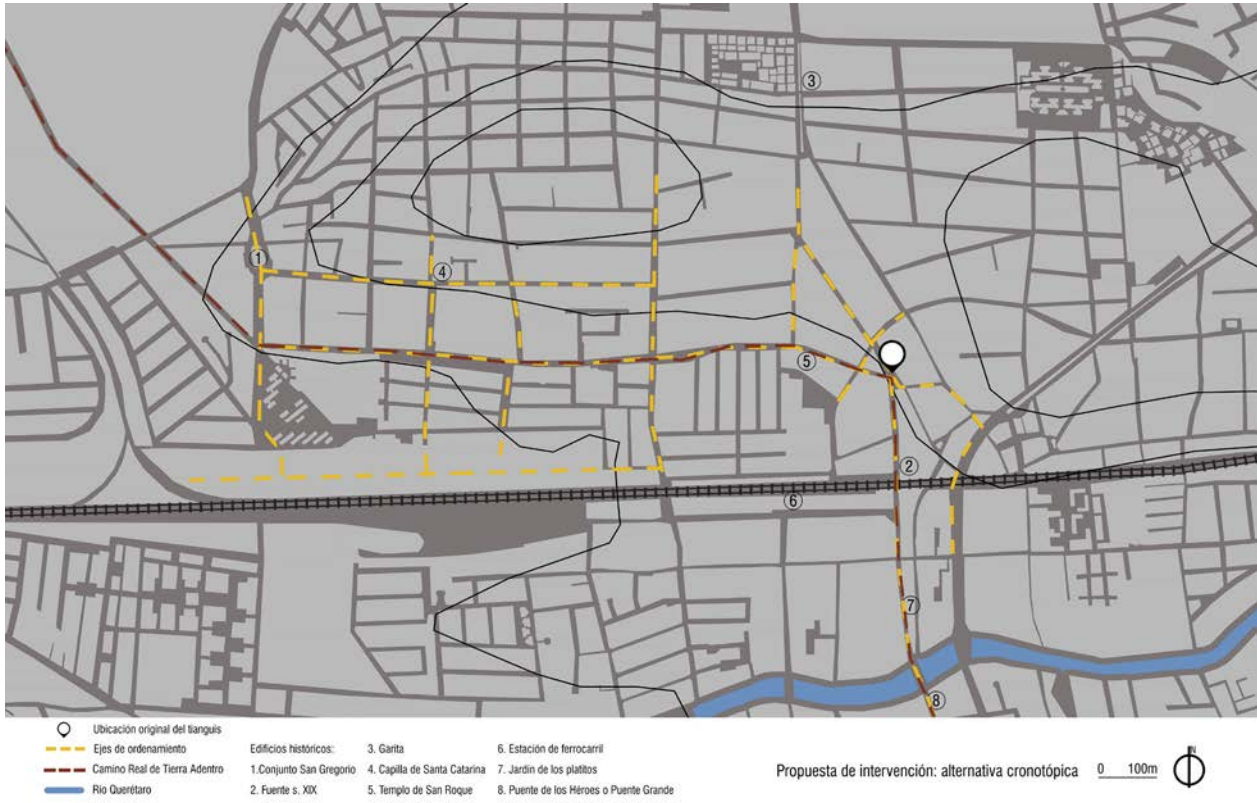 3
1
4
5
2
6
7
8
Ubicación original del tianguis
Ejes de ordenamiento
Camino Real de Tierra Adentro
Río Querétaro
Edificios históricos:
1.Conjunto San Gregorio
2. Fuente s. XIX
3. Garita
4. Capilla de Santa Catarina
5. Templo de San Roque
6. Estación de ferrocarril
7. Jardín de los platitos
8. Puente de los Héroes o Puente Grande
Propuesta de intervención: alternativa cronotópica
0 100m
N